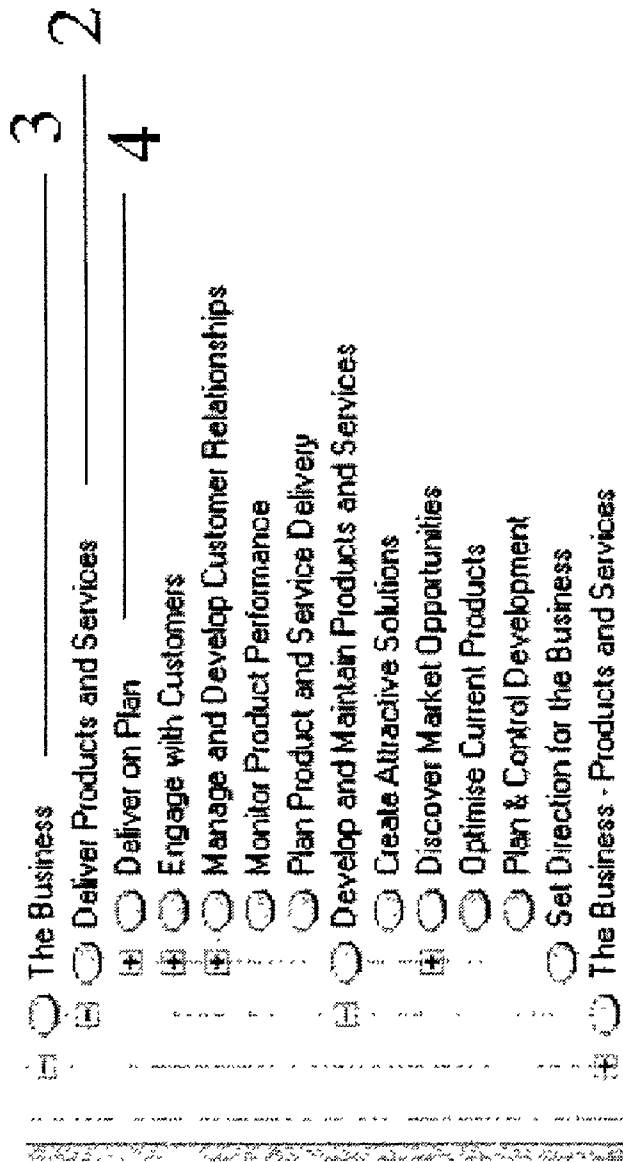 The Business 3
Deliver Products and Services 2
Deliver on Plan 4
Engage with Customers
Manage and Develop Customer Relationships
Monitor Product Performance
Plan Product and Service Delivery
Develop and Maintain Products and Services
Create Attractive Solutions
Discover Market Opportunities
Optimise Current Products
Plan & Control Development
Set Direction for the Business
The Business - Products and Services